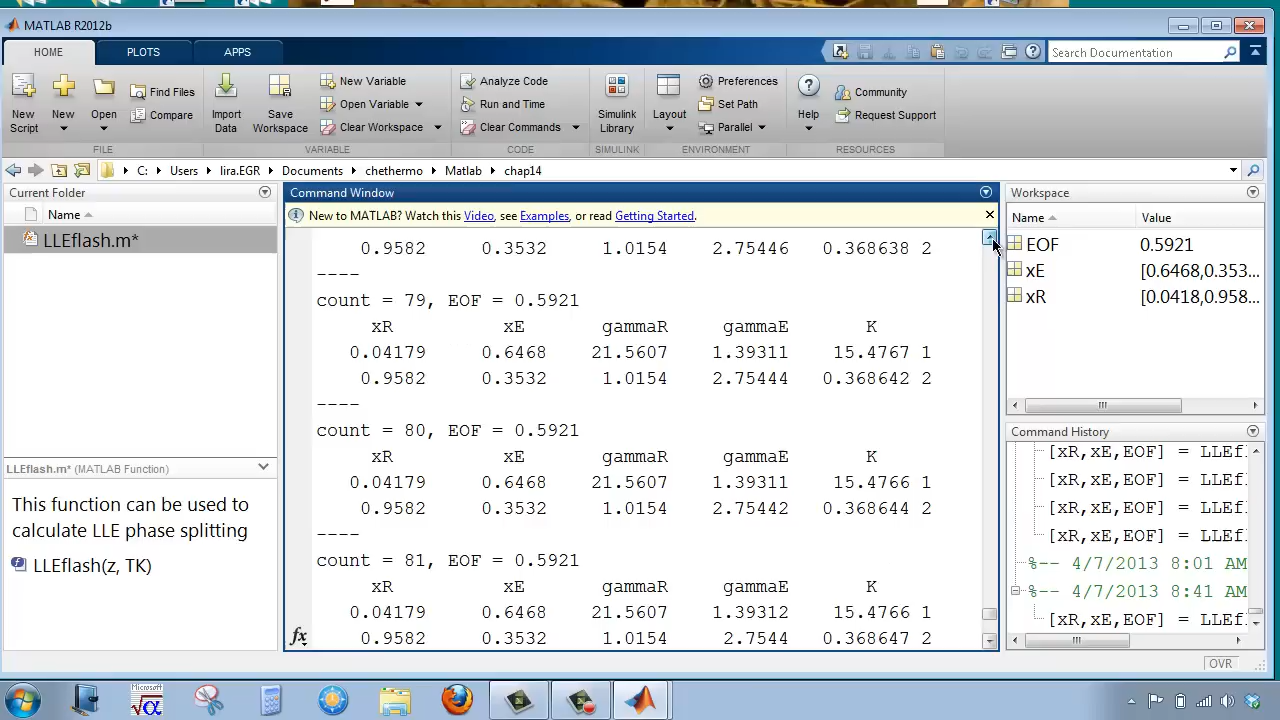 MATLAB R2012b
HOME PLOTS APPS
Search Documentation
New Script
New
Open
Find Files
Compare
Import Data
Save Workspace
New Variable
Open Variable
Clear Workspace
Analyze Code
Run and Time
Clear Commands
Simulink Library
Layout
Preferences
Set Path
Parallel
Help
Community
Request Support
FILE VARIABLE CODE SIMULINK ENVIRONMENT RESOURCES
C: Users lira.EGR Documents chethermo Matlab chap14
Current Folder
Name
LLEflash.m*
LLEflash.m* (MATLAB Function)
This function can be used to
calculate LLE phase splitting
LLEflash(z, TK)
Command Window
New to MATLAB? Watch this Video, see Examples, or read Getting Started.
0.9582 0.3532 1.0154 2.75446 0.368638 2
----
count = 79, EOF = 0.5921
xR xE gammaR gammaE K
0.04179 0.6468 21.5607 1.39311 15.4767 1
0.9582 0.3532 1.0154 2.75444 0.368642 2
----
count = 80, EOF = 0.5921
xR xE gammaR gammaE K
0.04179 0.6468 21.5607 1.39311 15.4766 1
0.9582 0.3532 1.0154 2.75442 0.368644 2
----
count = 81, EOF = 0.5921
xR xE gammaR gammaE K
0.04179 0.6468 21.5607 1.39312 15.4766 1
0.9582 0.3532 1.0154 2.7544 0.368647 2
fx
Workspace
Name Value
EOF 0.5921
xE [0.6468,0.353...
xR [0.0418,0.958...
Command History
[xR,xE,EOF] = LLEfl
[xR,xE,EOF] = LLEfl
[xR,xE,EOF] = LLEfl
[xR,xE,EOF] = LLEfl
%-- 4/7/2013 8:01 AM
%-- 4/7/2013 8:41 AM
[xR,xE,EOF] = LLEfl
OVR
Microsoft
√α